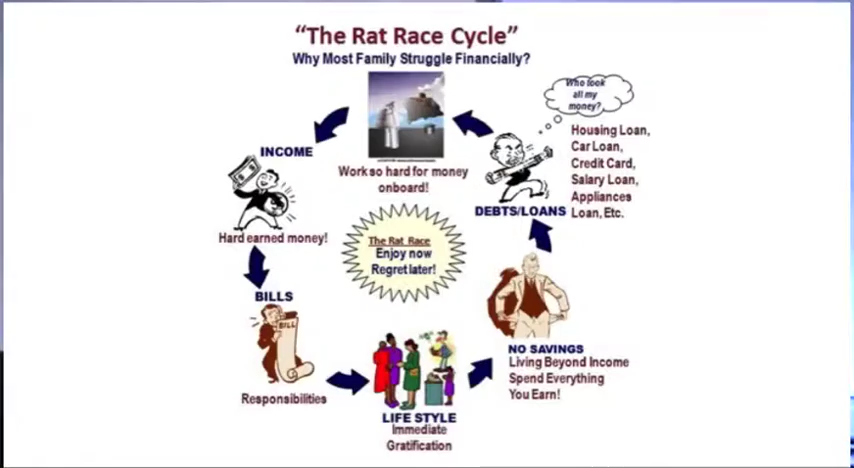 “The Rat Race Cycle”
Why Most Family Struggle Financially?
Who took
all my
money?
Housing Loan,
Car Loan,
Credit Card,
Salary Loan,
Appliances
Loan, Etc.
DEBTS/LOANS
Work so hard for money
onboard!
INCOME
Hard earned money!
The Rat Race
Enjoy now
Regret later!
BILLS
BILL
Responsibilities
LIFE STYLE
Immediate
Gratification
NO SAVINGS
Living Beyond Income
Spend Everything
You Earn!